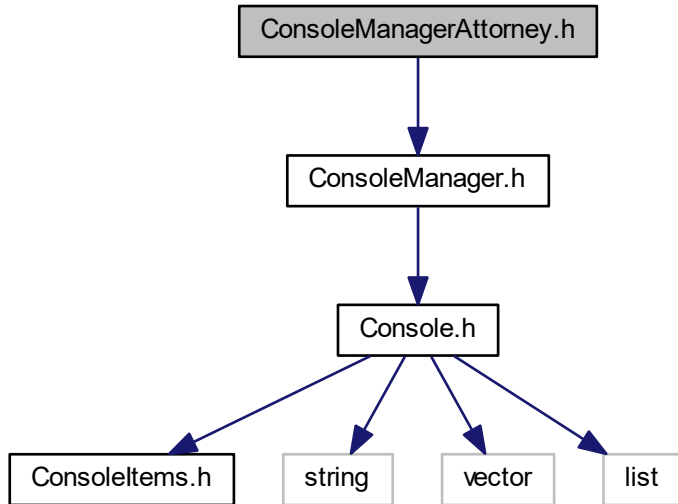 ConsoleManagerAttorney.h
ConsoleManager.h
Console.h
ConsoleItems.h
string
vector
list